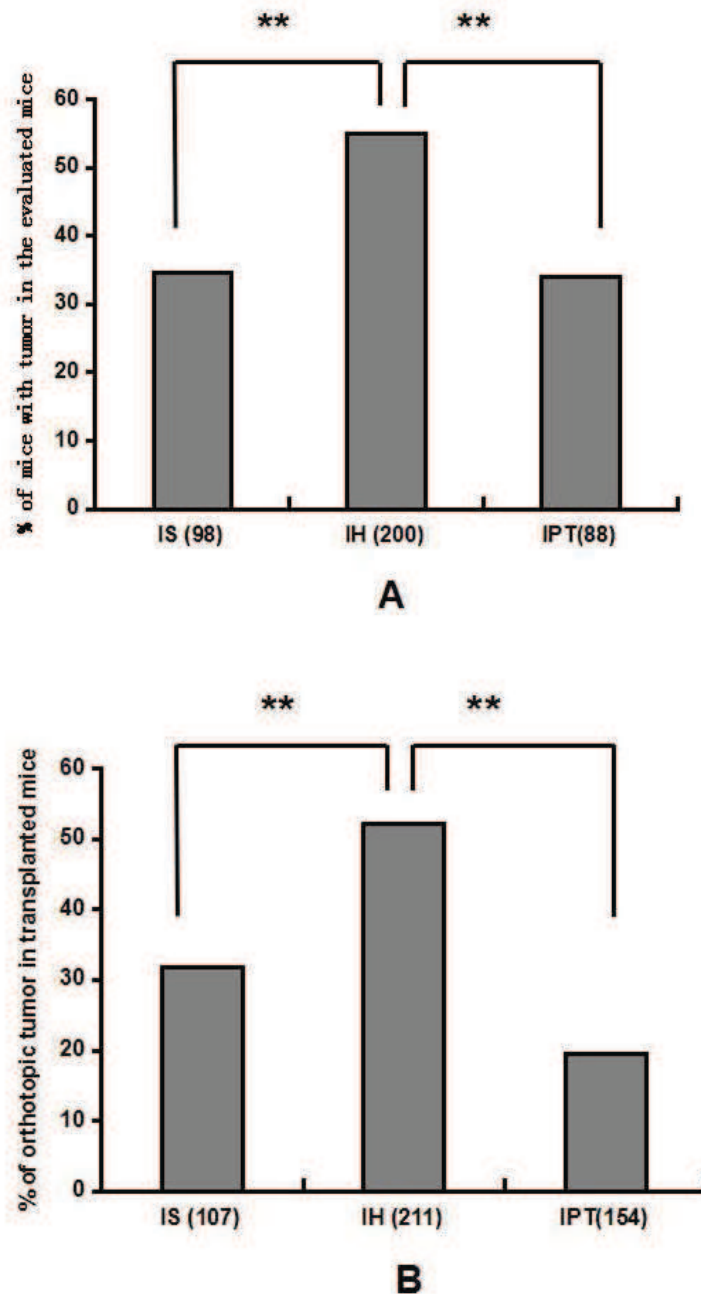 ** **
% of mice with tumor in the evaluated mice
60
50
40
30
20
10
0
IS (98) IH (200) IPT(88)
A
** **
% of orthotopic tumor in transplanted mice
60
50
40
30
20
10
0
IS (107) IH (211) IPT(154)
B